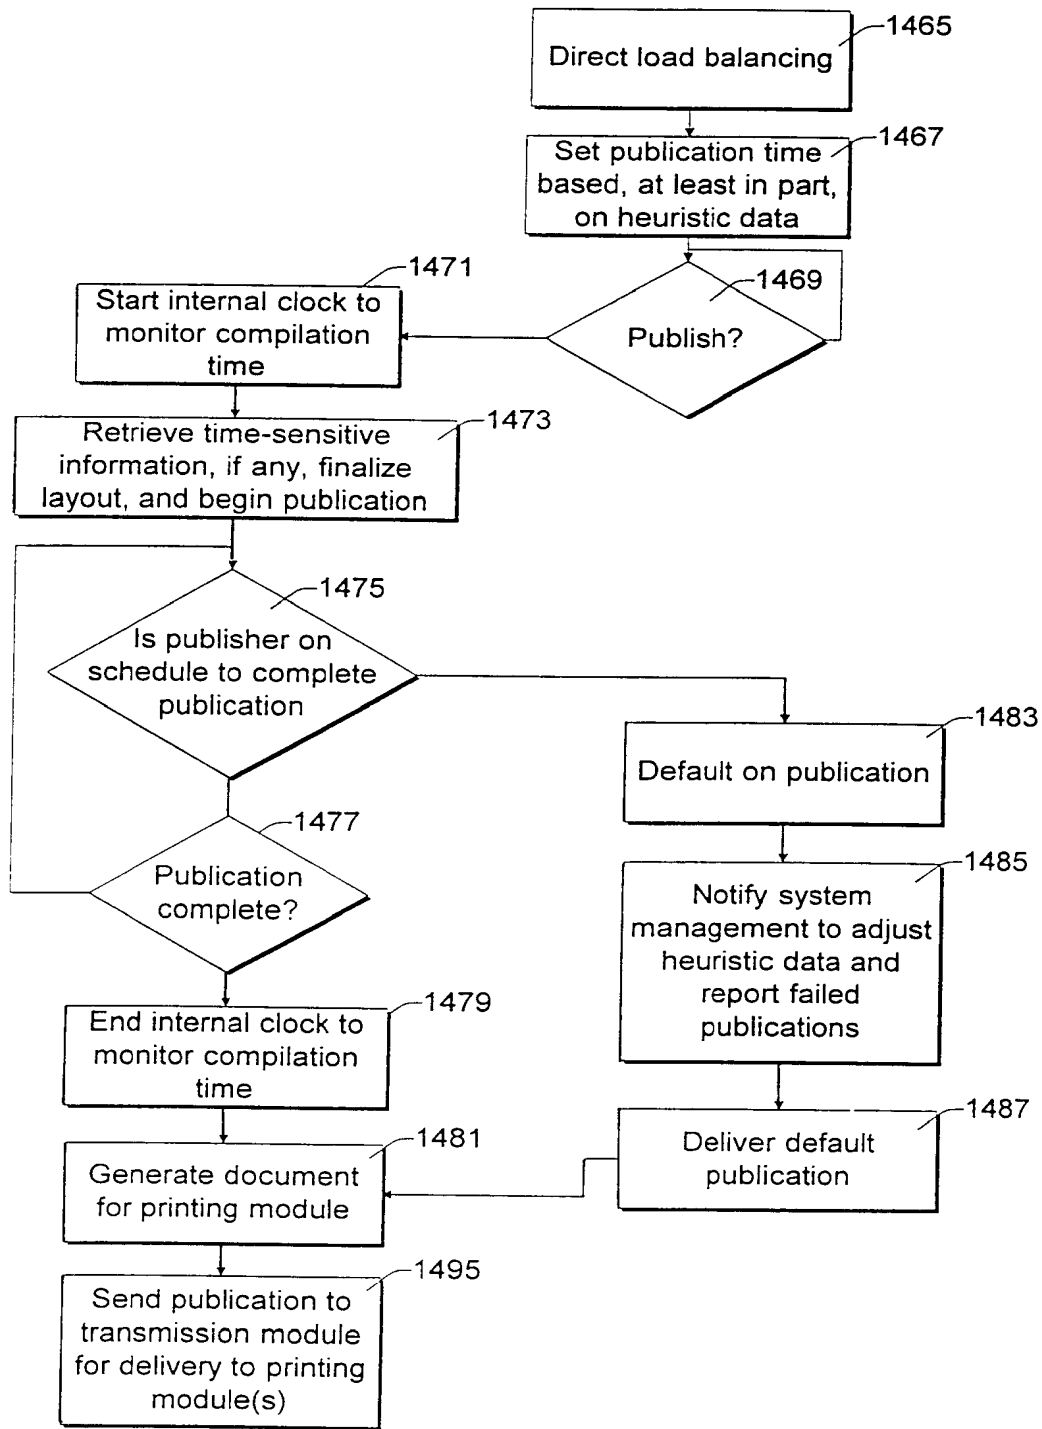 1465
Direct load balancing
1467
Set publication time
based, at least in part,
on heuristic data
1469
Publish?
1471
Start internal clock to
monitor compilation
time
1473
Retrieve time-sensitive
information, if any, finalize
layout, and begin publication
1475
Is publisher on
schedule to complete
publication
1477
Publication
complete?
1479
End internal clock to
monitor compilation
time
1481
Generate document
for printing module
1495
Send publication to
transmission module
for delivery to printing
module(s)
1483
Default on publication
1485
Notify system
management to adjust
heuristic data and
report failed
publications
1487
Deliver default
publication